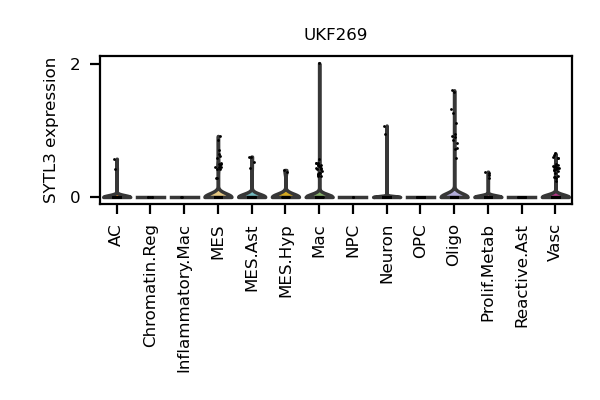 UKF269
SYTL3 expression
2
0
AC
Chromatin.Reg
Inflammatory.Mac
MES
MES.Ast
MES.Hyp
Mac
NPC
Neuron
OPC
Oligo
Prolif.Metab
Reactive.Ast
Vasc